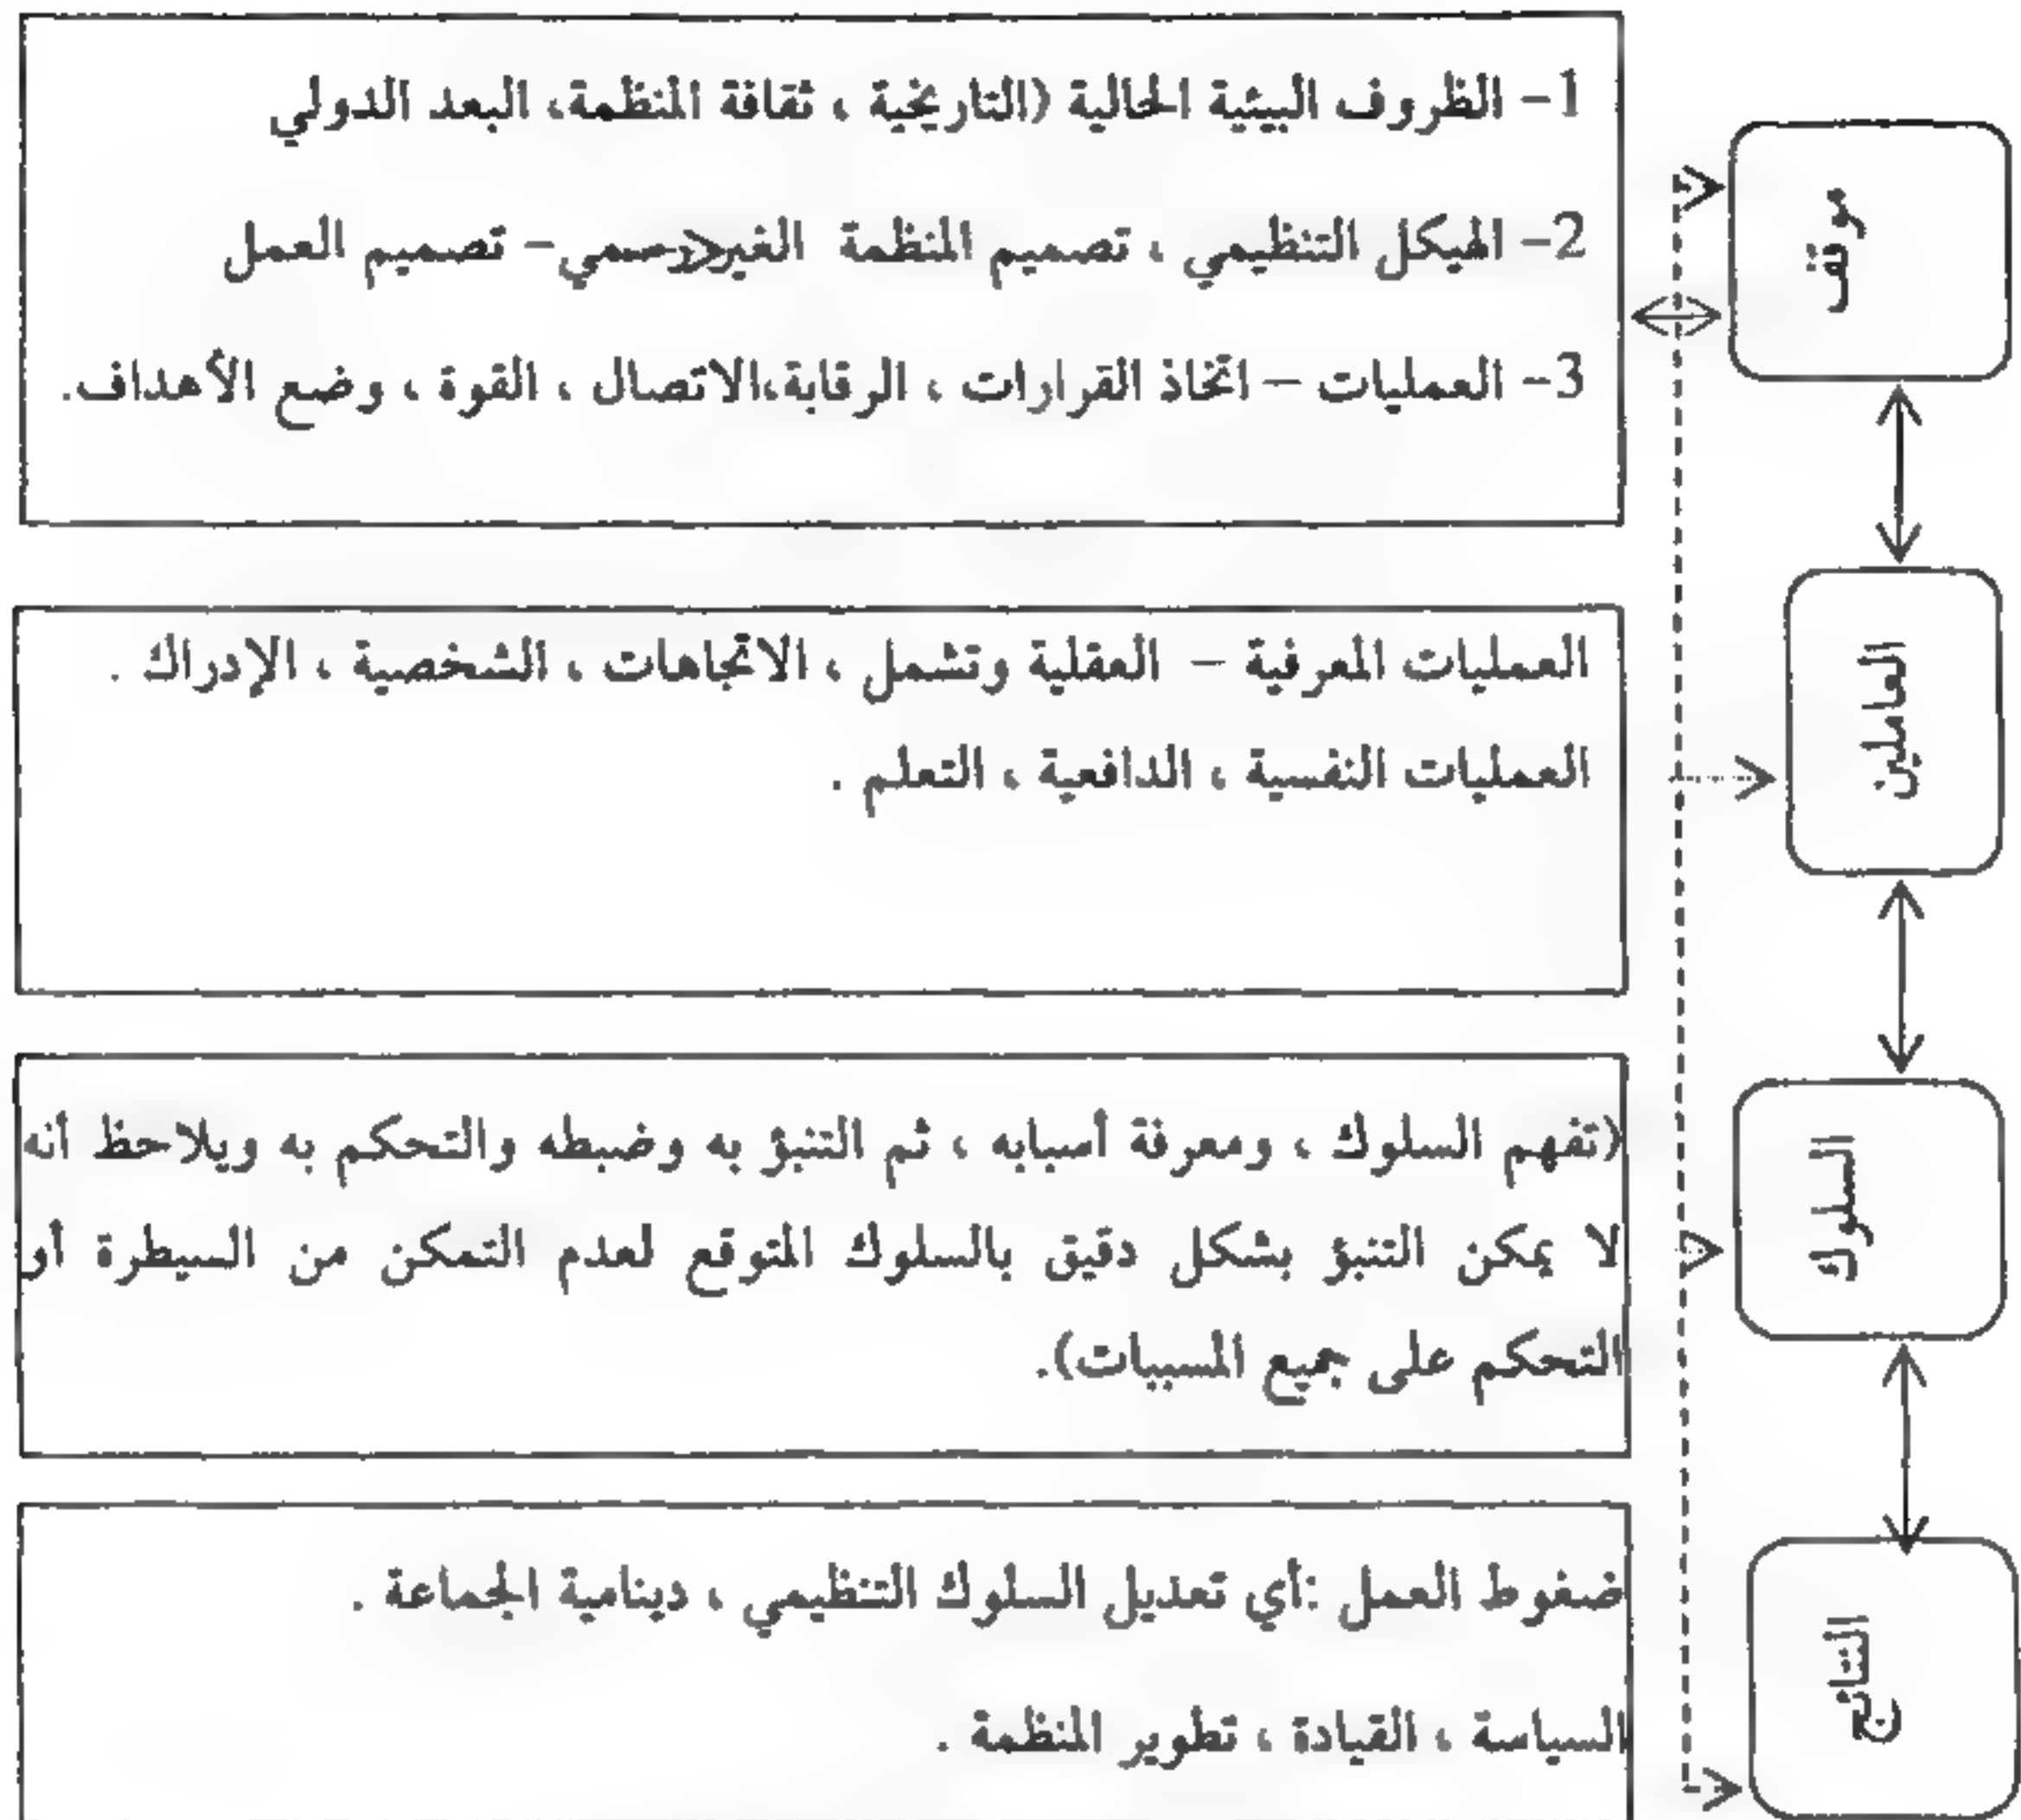 موقف
1- الظروف البيئية الحالية (التاريخية ، ثقافة المنظمة، البعد الدولي
2- الهيكل التنظيمي ، تصميم المنظمة الغير رسمي- تصميم العمل
3- العمليات – اتخاذ القرارات ، الرقابة،الاتصال ، القوة ، وضع الأهداف.
العاملين
العمليات المعرفية – العقلية وتشمل ، الاتجاهات ، الشخصية ، الإدراك .
العمليات النفسية ، الدافعية ، التعلم .
السلوك
(تفهم السلوك ، ومعرفة أسبابه ، ثم التنبؤ به وضبطه والتحكم به ويلاحظ أنه
لا يمكن التنبؤ بشكل دقيق بالسلوك المتوقع لعدم التمكن من السيطرة أو
التحكم على جميع المسببات).
النتائج
ضغوط العمل :أي تعديل السلوك التنظيمي ، دينامية الجماعة .
السياسة ، القيادة ، تطوير المنظمة .